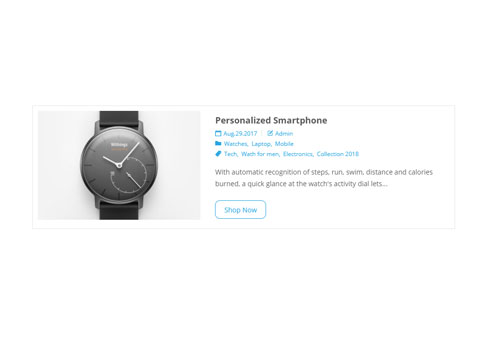 Withings
Personalized Smartphone
Aug.29.2017 Admin
Watches, Laptop, Mobile
Tech, Wath for men, Electronics, Collection 2018
With automatic recognition of steps, run, swim, distance and calories
burned, a quick glance at the watch's activity dial lets...
Shop Now